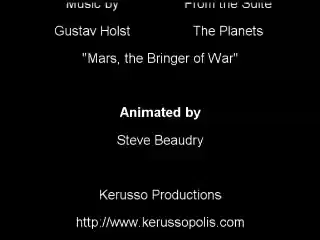 Music by From the Suite
Gustav Holst The Planets
"Mars, the Bringer of War"
Animated by
Steve Beaudry
Kerusso Productions
http://www.kerussopolis.com